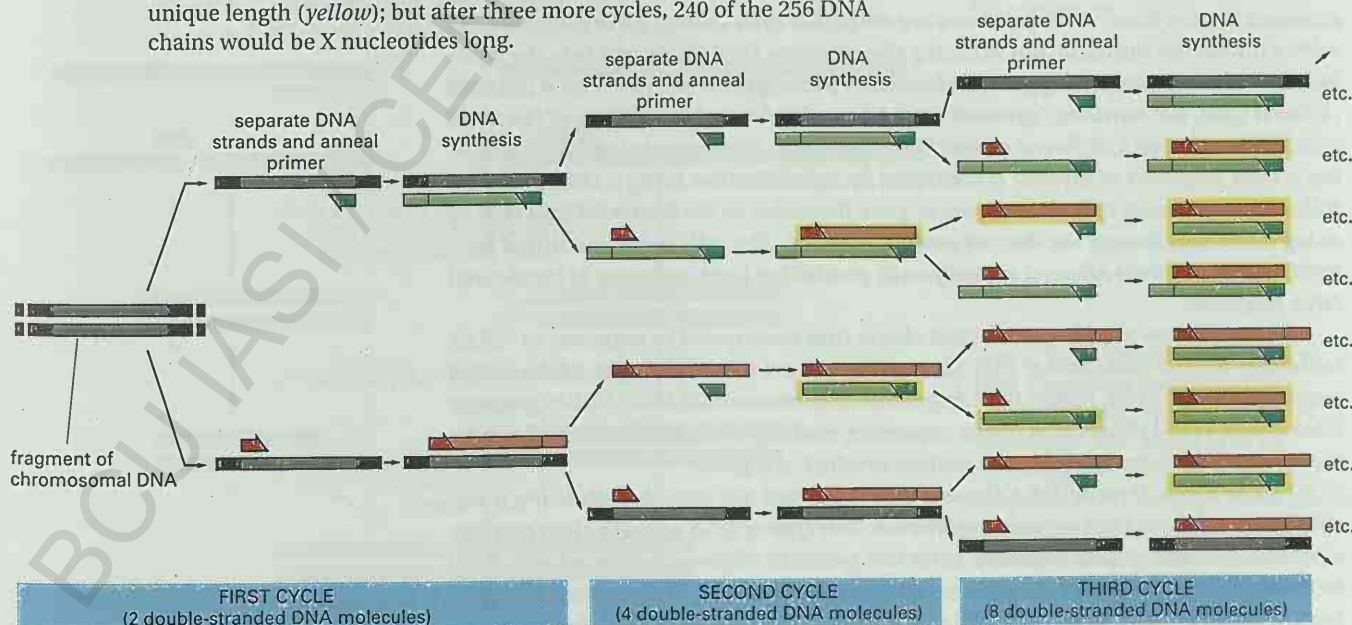 unique length (yellow); but after three more cycles, 240 of the 256 DNA
chains would be X nucleotides long.
separate DNA
strands and anneal
primer
DNA
synthesis
separate DNA
strands and anneal
primer
DNA
synthesis
separate DNA
strands and anneal
primer
DNA
synthesis
etc.
etc.
etc.
etc.
etc.
etc.
etc.
etc.
fragment of
chromosomal DNA
FIRST CYCLE
(2 double-stranded DNA molecules)
SECOND CYCLE
(4 double-stranded DNA molecules)
THIRD CYCLE
(8 double-stranded DNA molecules)
BCU IASI